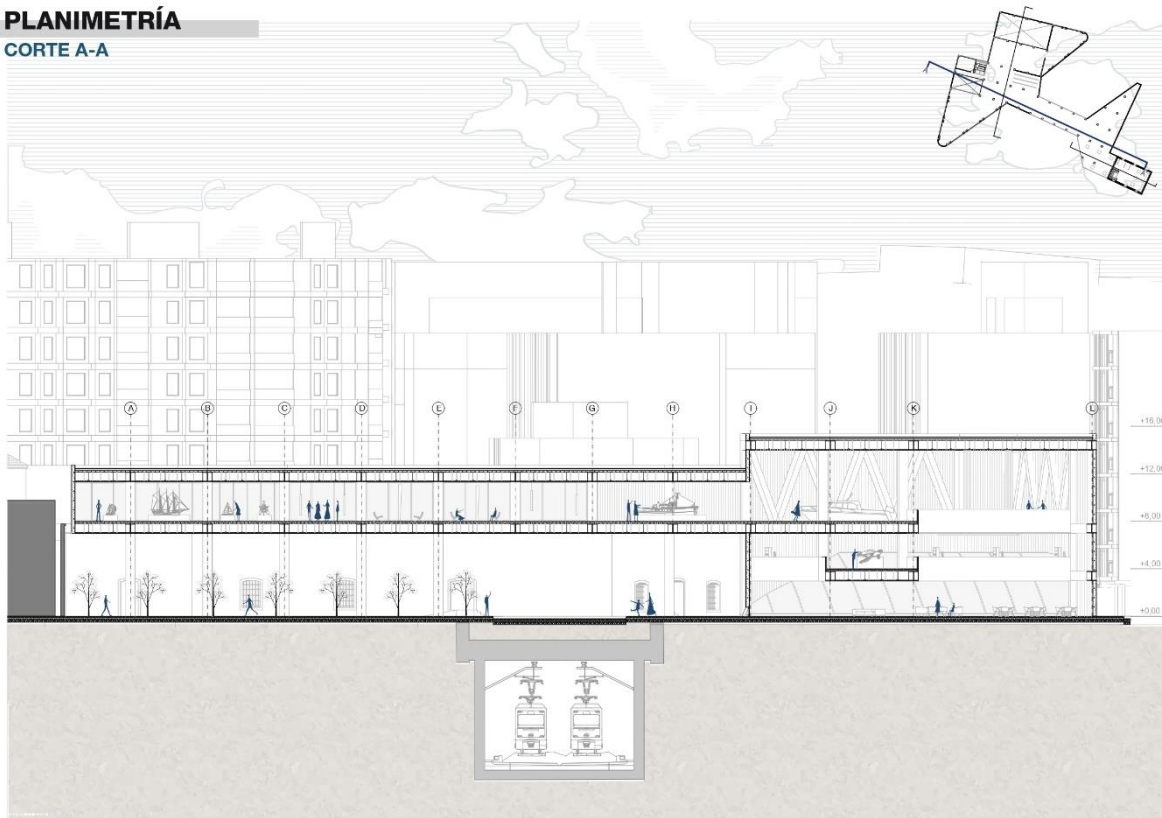 PLANIMETRÍA
CORTE A-A
A B C D E F G H I J K L
+16,00
+12,00
+8,00
+4,00
+0,00